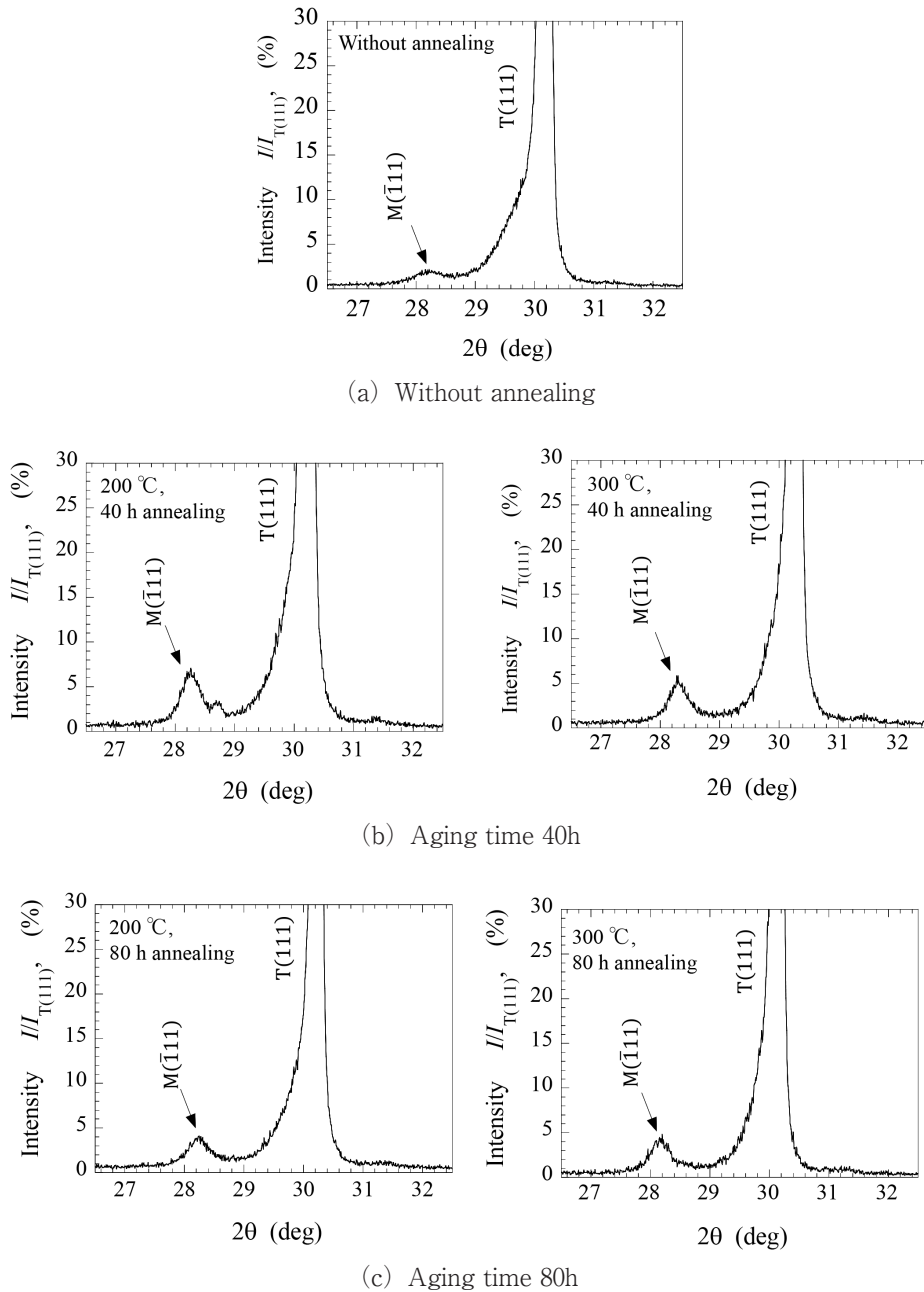 Intensity I/I_T(111), (%)
30
25
20
15
10
5
0
Without annealing
M(1̄11)
T(111)
27 28 29 30 31 32
2θ (deg)
(a) Without annealing
Intensity I/I_T(111), (%)
30
25
20
15
10
5
0
200 ℃,
40 h annealing
M(1̄11)
T(111)
27 28 29 30 31 32
2θ (deg)
Intensity I/I_T(111), (%)
30
25
20
15
10
5
0
300 ℃,
40 h annealing
M(1̄11)
T(111)
27 28 29 30 31 32
2θ (deg)
(b) Aging time 40h
Intensity I/I_T(111), (%)
30
25
20
15
10
5
0
200 ℃,
80 h annealing
M(1̄11)
T(111)
27 28 29 30 31 32
2θ (deg)
Intensity I/I_T(111), (%)
30
25
20
15
10
5
0
300 ℃,
80 h annealing
M(1̄11)
T(111)
27 28 29 30 31 32
2θ (deg)
(c) Aging time 80h